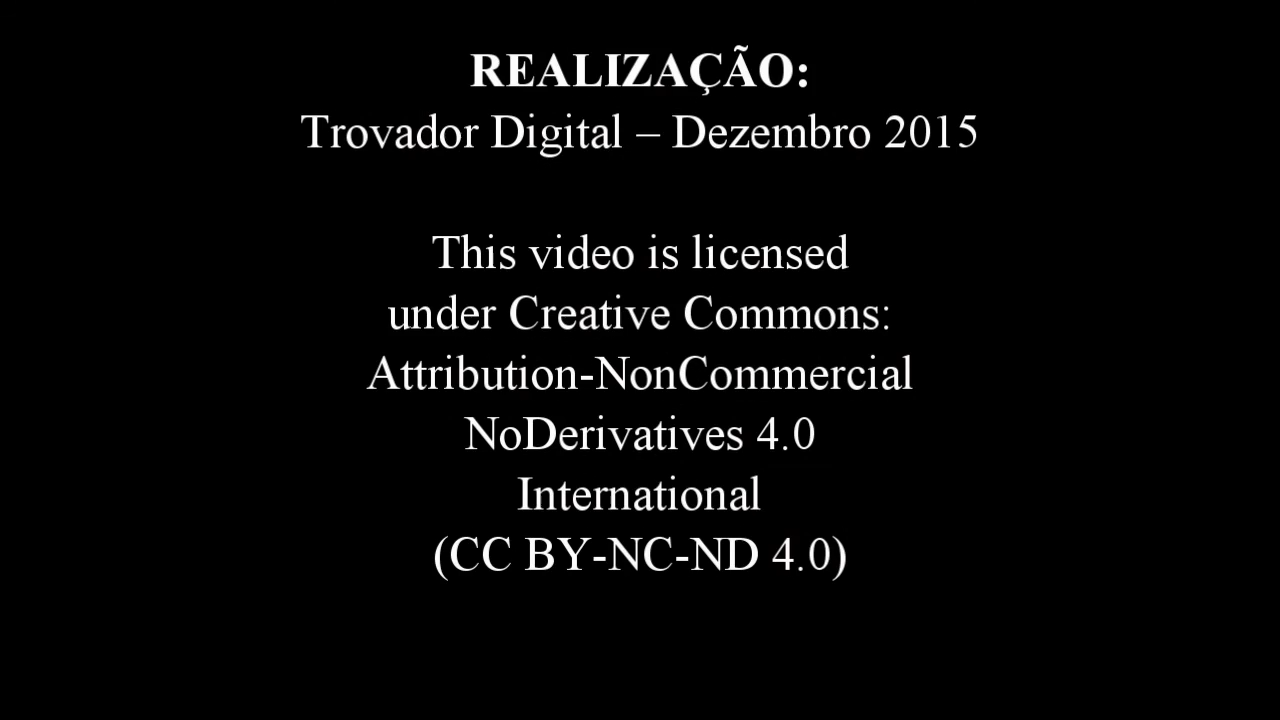 REALIZAÇÃO:
Trovador Digital – Dezembro 2015
This video is licensed
under Creative Commons:
Attribution-NonCommercial
NoDerivatives 4.0
International
(CC BY-NC-ND 4.0)